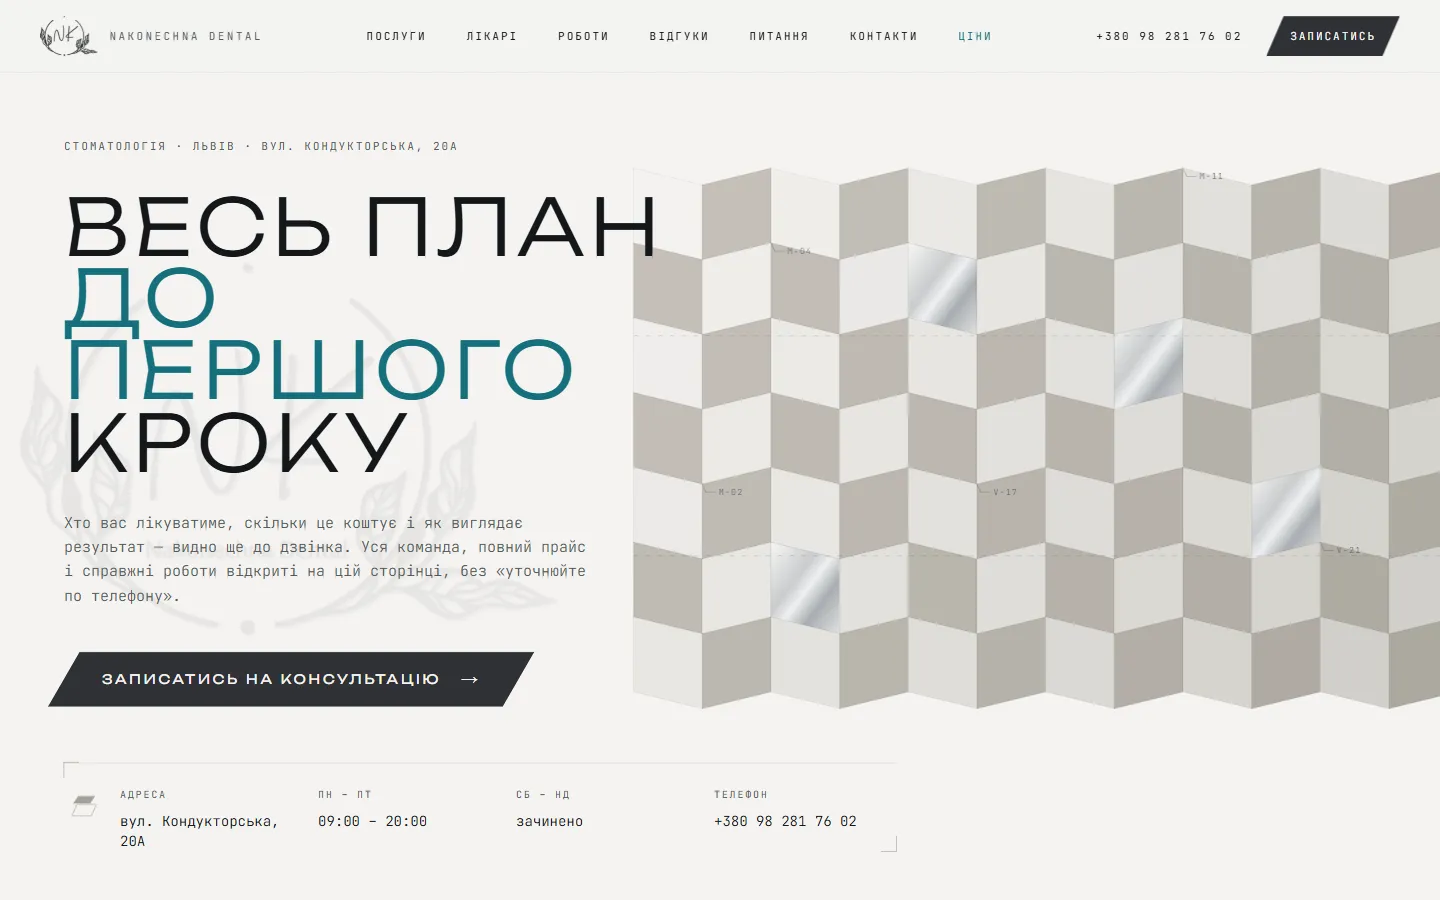 NK
NAKONECHNA DENTAL
ПОСЛУГИ
ЛІКАРІ
РОБОТИ
ВІДГУКИ
ПИТАННЯ
КОНТАКТИ
ЦІНИ
+380 98 281 76 02
ЗАПИСАТИСЬ
СТОМАТОЛОГІЯ · ЛЬВІВ · ВУЛ. КОНДУКТОРСЬКА, 20А
ВЕСЬ ПЛАН
ДО
ПЕРШОГО
КРОКУ
Хто вас лікуватиме, скільки це коштує і як виглядає
результат — видно ще до дзвінка. Уся команда, повний прайс
і справжні роботи відкриті на цій сторінці, без «уточнюйте
по телефону».
ЗАПИСАТИСЬ НА КОНСУЛЬТАЦІЮ →
M-11
M-04
M-02
V-17
V-21
АДРЕСА
вул. Кондукторська,
20А
ПН – ПТ
09:00 – 20:00
СБ – НД
зачинено
ТЕЛЕФОН
+380 98 281 76 02